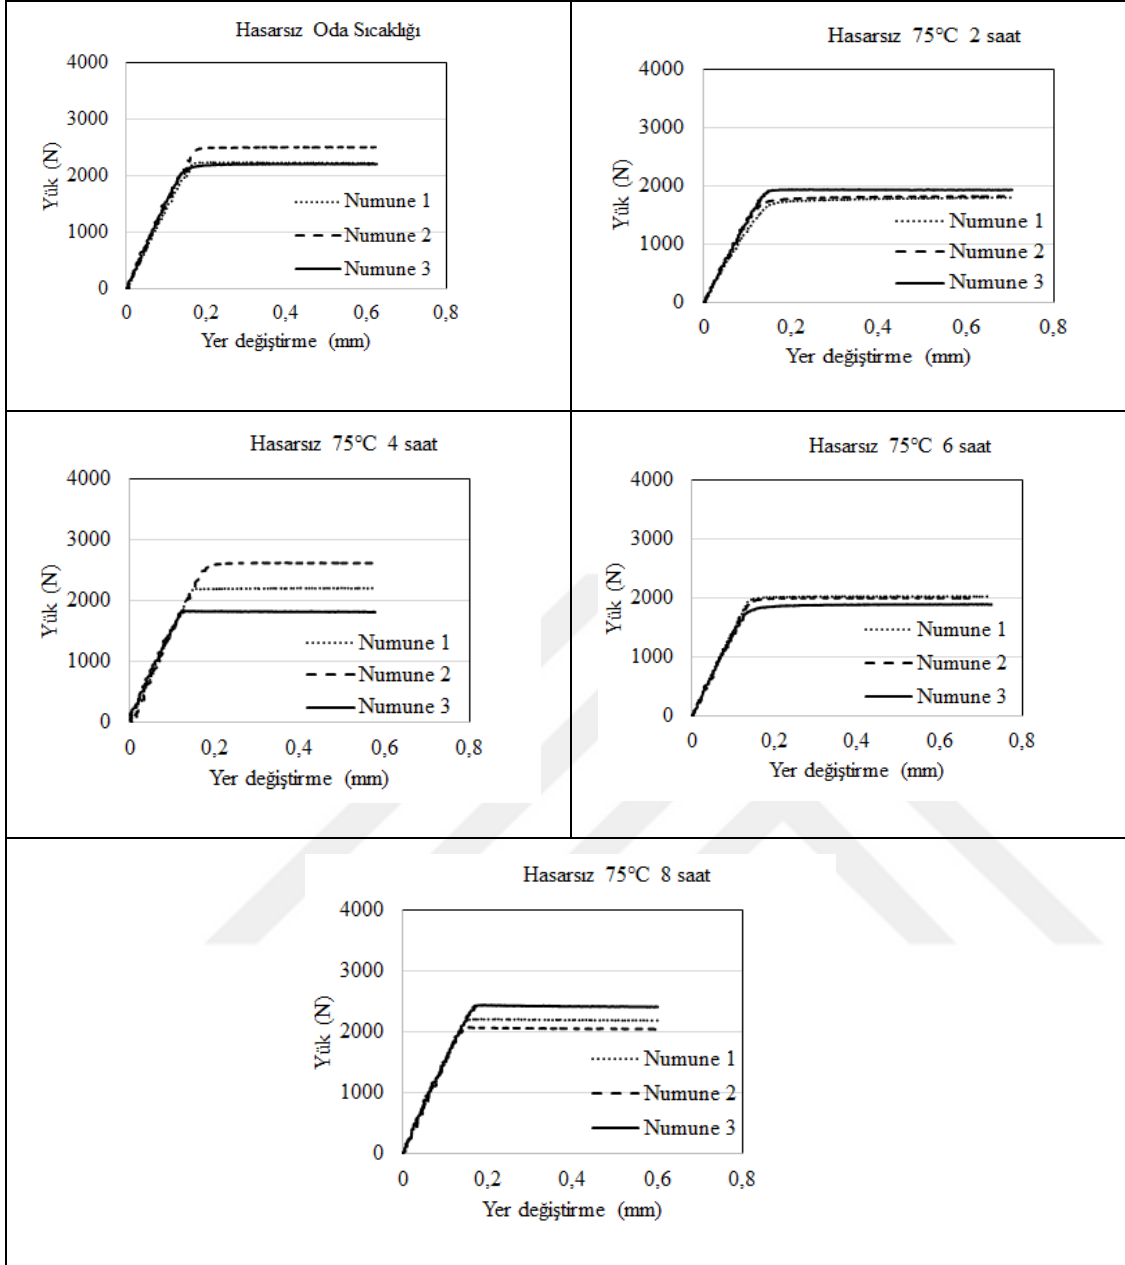 Hasarsız Oda Sıcaklığı
4000
3000
2000
1000
0
Yük (N)
Numune 1
Numune 2
Numune 3
0 0,2 0,4 0,6 0,8
Yer değiştirme (mm)
Hasarsız 75°C 2 saat
4000
3000
2000
1000
0
Yük (N)
Numune 1
Numune 2
Numune 3
0 0,2 0,4 0,6 0,8
Yer değiştirme (mm)
Hasarsız 75°C 4 saat
4000
3000
2000
1000
0
Yük (N)
Numune 1
Numune 2
Numune 3
0 0,2 0,4 0,6 0,8
Yer değiştirme (mm)
Hasarsız 75°C 6 saat
4000
3000
2000
1000
0
Yük (N)
Numune 1
Numune 2
Numune 3
0 0,2 0,4 0,6 0,8
Yer değiştirme (mm)
Hasarsız 75°C 8 saat
4000
3000
2000
1000
0
Yük (N)
Numune 1
Numune 2
Numune 3
0 0,2 0,4 0,6 0,8
Yer değiştirme (mm)